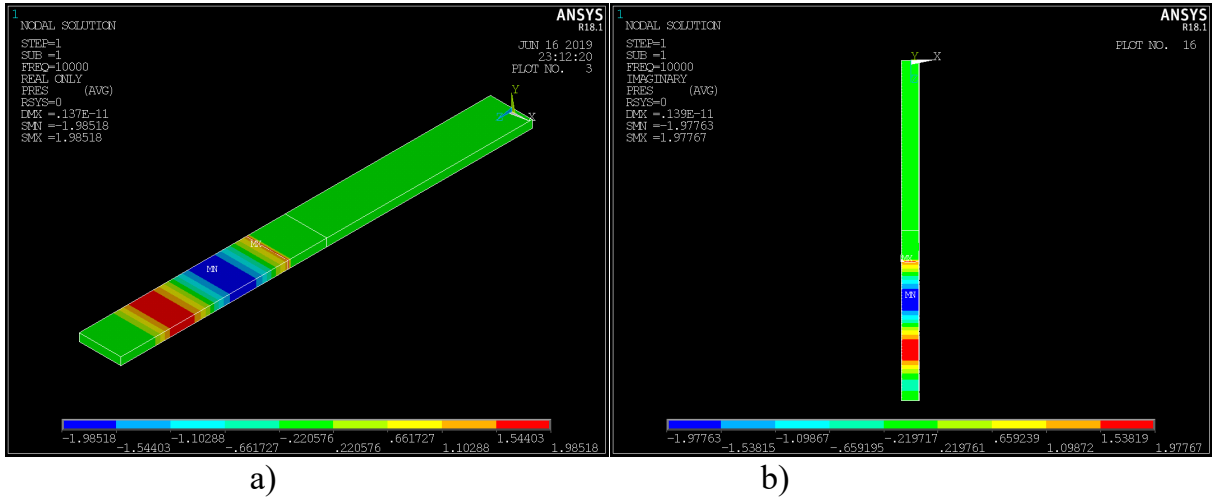 1
ANSYS
R18.1
NODAL SOLUTION
STEP=1
SUB =1
FREQ=10000
REAL ONLY
PRES (AVG)
RSYS=0
DMX =.137E-11
SMN =-1.98518
SMX =1.98518
JUN 16 2019
23:12:20
PLOT NO. 3
Y
Z X
MX
MN
-1.98518 -1.10288 -.220576 .661727 1.54403
-1.54403 -.661727 .220576 1.10288 1.98518
a)
1
ANSYS
R18.1
NODAL SOLUTION
STEP=1
SUB =1
FREQ=10000
IMAGINARY
PRES (AVG)
RSYS=0
DMX =.139E-11
SMN =-1.97763
SMX =1.97767
PLOT NO. 16
Y X
MX
MN
-1.97763 -1.09867 -.219717 .659239 1.53819
-1.53815 -.659195 .219761 1.09872 1.97767
b)